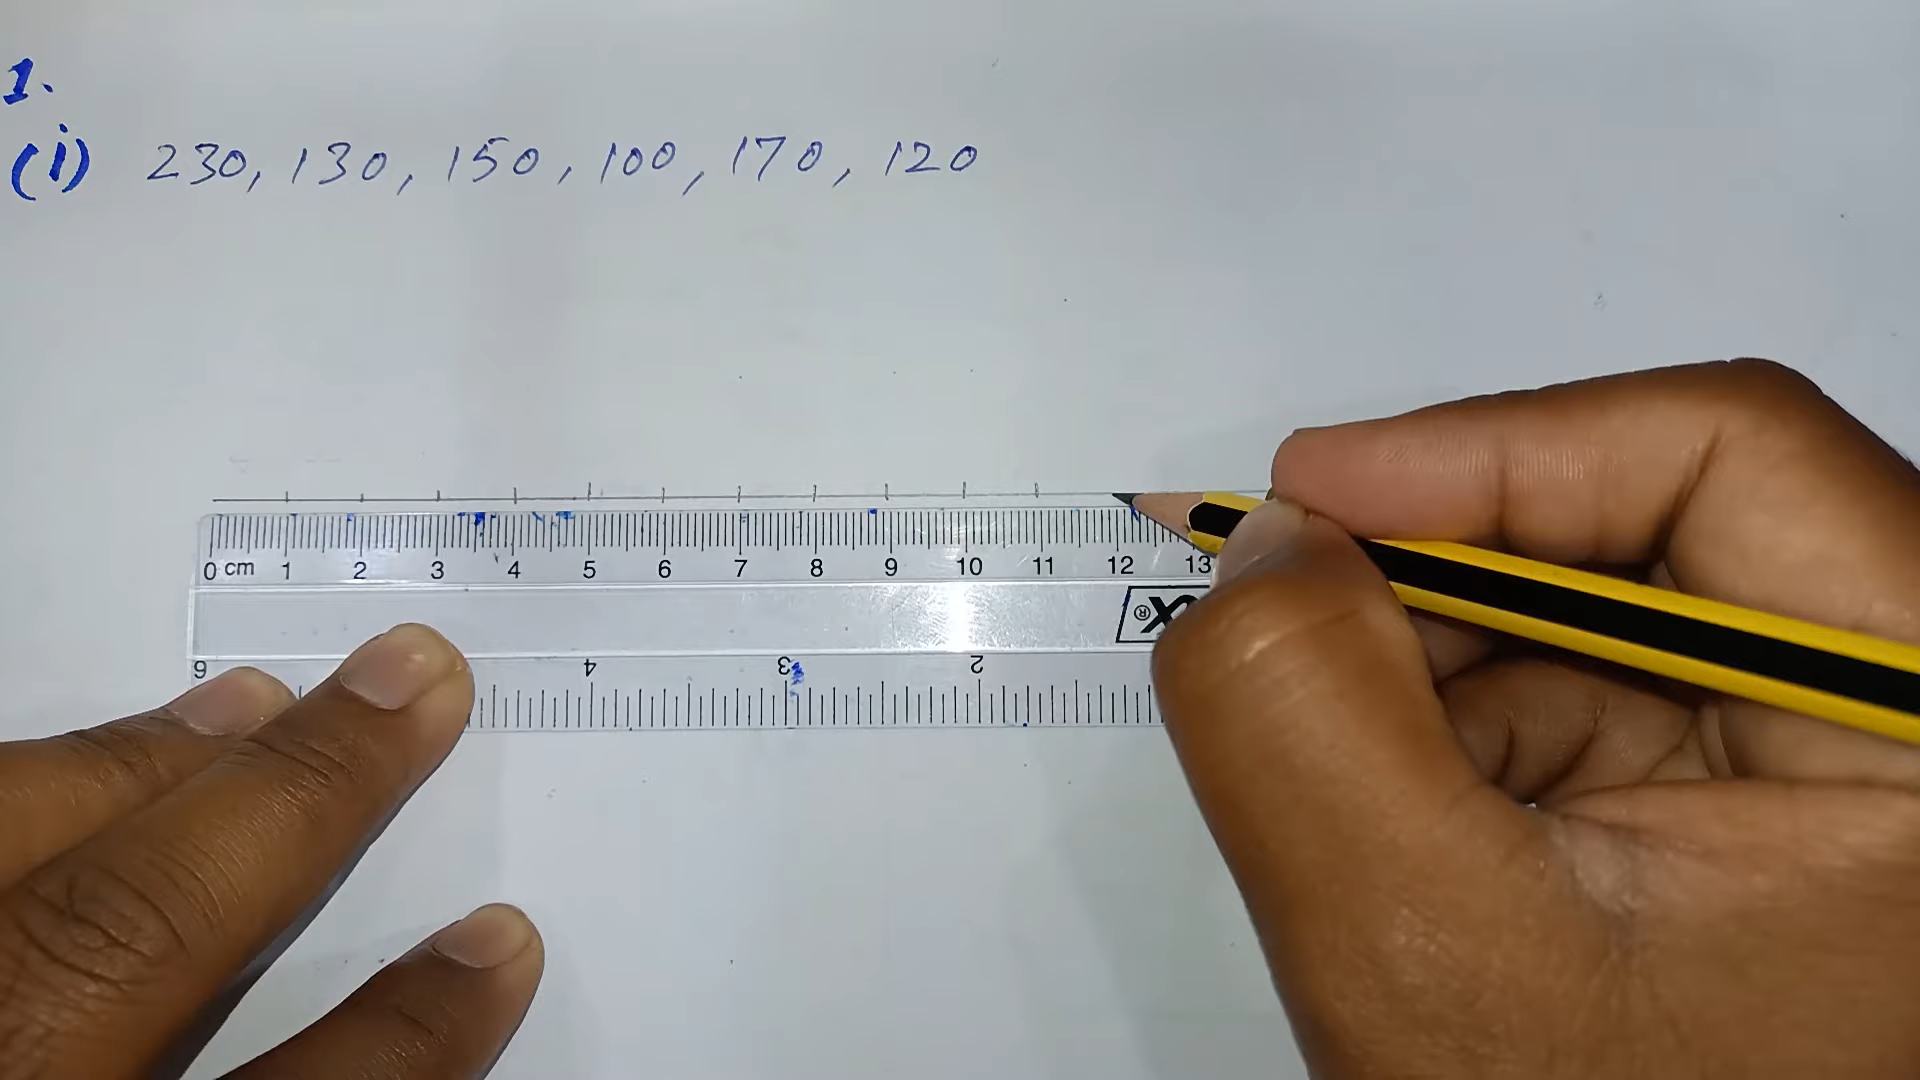 1.
(i) 230, 130, 150, 100, 170, 120
0 cm 1 2 3 4 5 6 7 8 9 10 11 12 13
X®
6 4 3 2